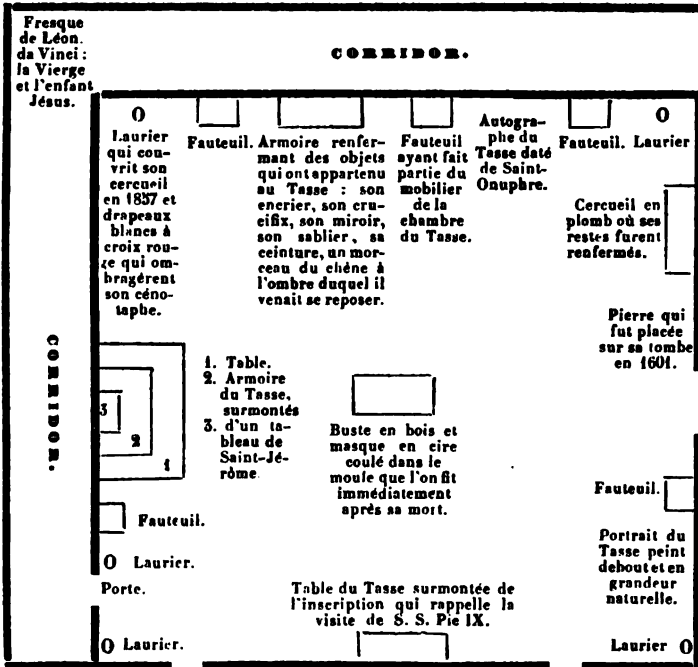 Fresque
de Léon.
da Vinci :
la Vierge
et l'enfant
Jésus.
CORRIDOR.
O
Laurier
qui cou-
vrit son
cercueil
en 1857 et
drapeaux
blancs à
croix rou-
ge qui om-
bragèrent
son céno-
taphe.
Fauteuil.
Armoire renfer-
mant des objets
qui ont appartenu
au Tasse : son
encrier, son cru-
cifix, son miroir,
son sablier, sa
ceinture, un mor-
ceau du chêne à
l'ombre duquel il
venait se reposer.
Fauteuil
ayant fait
partie du
mobilier
de la
chambre
du Tasse.
Autogra-
phe du
Tasse daté
de Saint-
Onuphre.
Fauteuil.
O
Laurier
Cercueil en
plomb où ses
restes furent
renfermés.
Pierre qui
fut placée
sur sa tombe
en 1601.
CORRIDOR.
3
2
1
1. Table.
2. Armoire
du Tasse,
surmontés
3. d'un ta-
bleau de
Saint-Jé-
rôme
Buste en bois et
masque en cire
coulé dans le
moule que l'on fit
immédiatement
après sa mort.
Fauteuil.
Fauteuil.
Portrait du
Tasse peint
debout et en
grandeur
naturelle.
O Laurier.
Porte.
Table du Tasse surmontée de
l'inscription qui rappelle la
visite de S. S. Pie IX.
O Laurier.
Laurier O